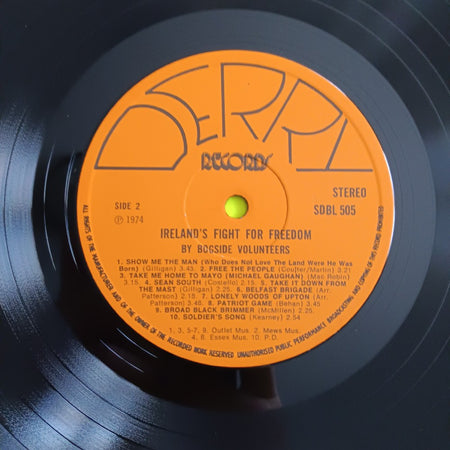 DERRY
RECORDS
SIDE 2
℗ 1974
STEREO
SDBL 505
IRELAND'S FIGHT FOR FREEDOM
BY BOGSIDE VOLUNTEERS
1. SHOW ME THE MAN (Who Does Not Love The Land Were He Was
Born) (Gilligan) 3.45 2. FREE THE PEOPLE (Coulter/Martin) 3.21
3. TAKE ME HOME TO MAYO (MICHAEL GAUGHAN) (Mac Robin)
3.18 4. SEAN SOUTH (Costello) 2.15 5. TAKE IT DOWN FROM
THE MAST (Gilligan) 2.25 6. BELFAST BRIGADE (Arr.
Patterson) 2.15 7. LONELY WOODS OF UPTON (Arr.
Patterson) 3.25 8. PATRIOT GAME (Behan) 3.45
9. BROAD BLACK BRIMMER (McMillen) 3.25
10. SOLDIER'S SONG (Kearney) 2.54
1, 3, 5-7, 9. Outlet Mus. 2. Mews Mus.
4, 8. Essex Mus. 10. P.D.
ALL RIGHTS OF THE MANUFACTURER AND OF THE OWNER OF THE RECORDED WORK RESERVED UNAUTHORISED PUBLIC PERFORMANCE BROADCASTING AND COPYING OF THIS RECORD PROHIBITED